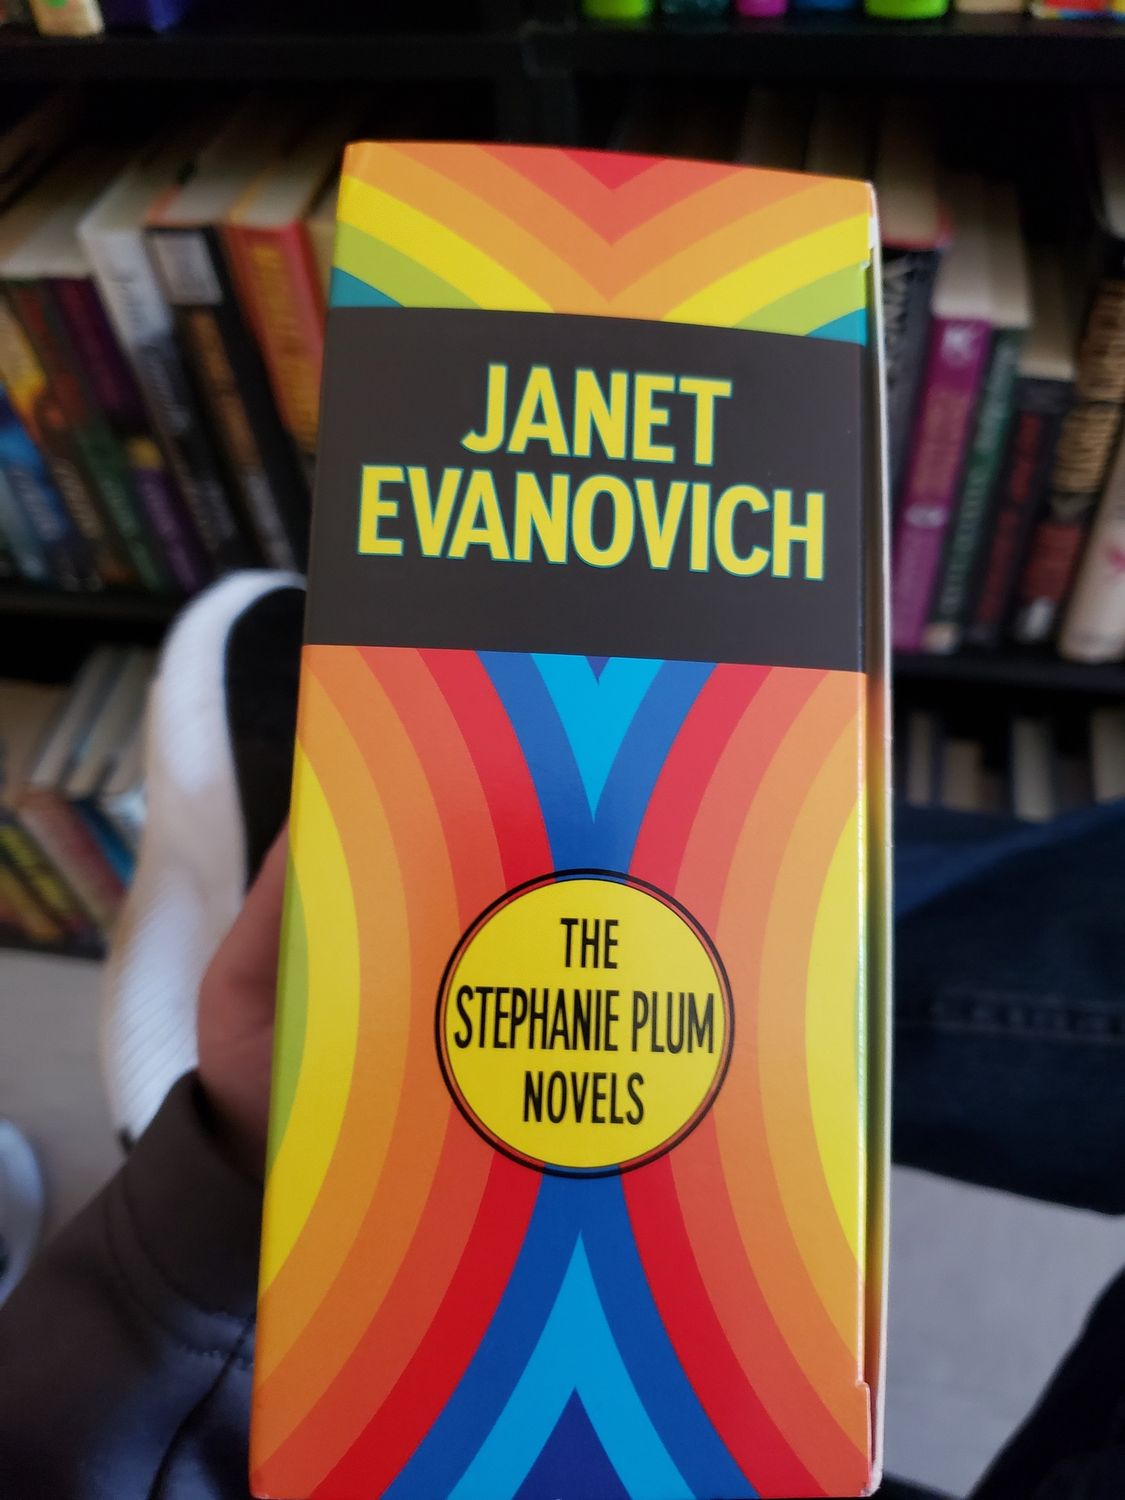 JANET
EVANOVICH
THE
STEPHANIE PLUM
NOVELS